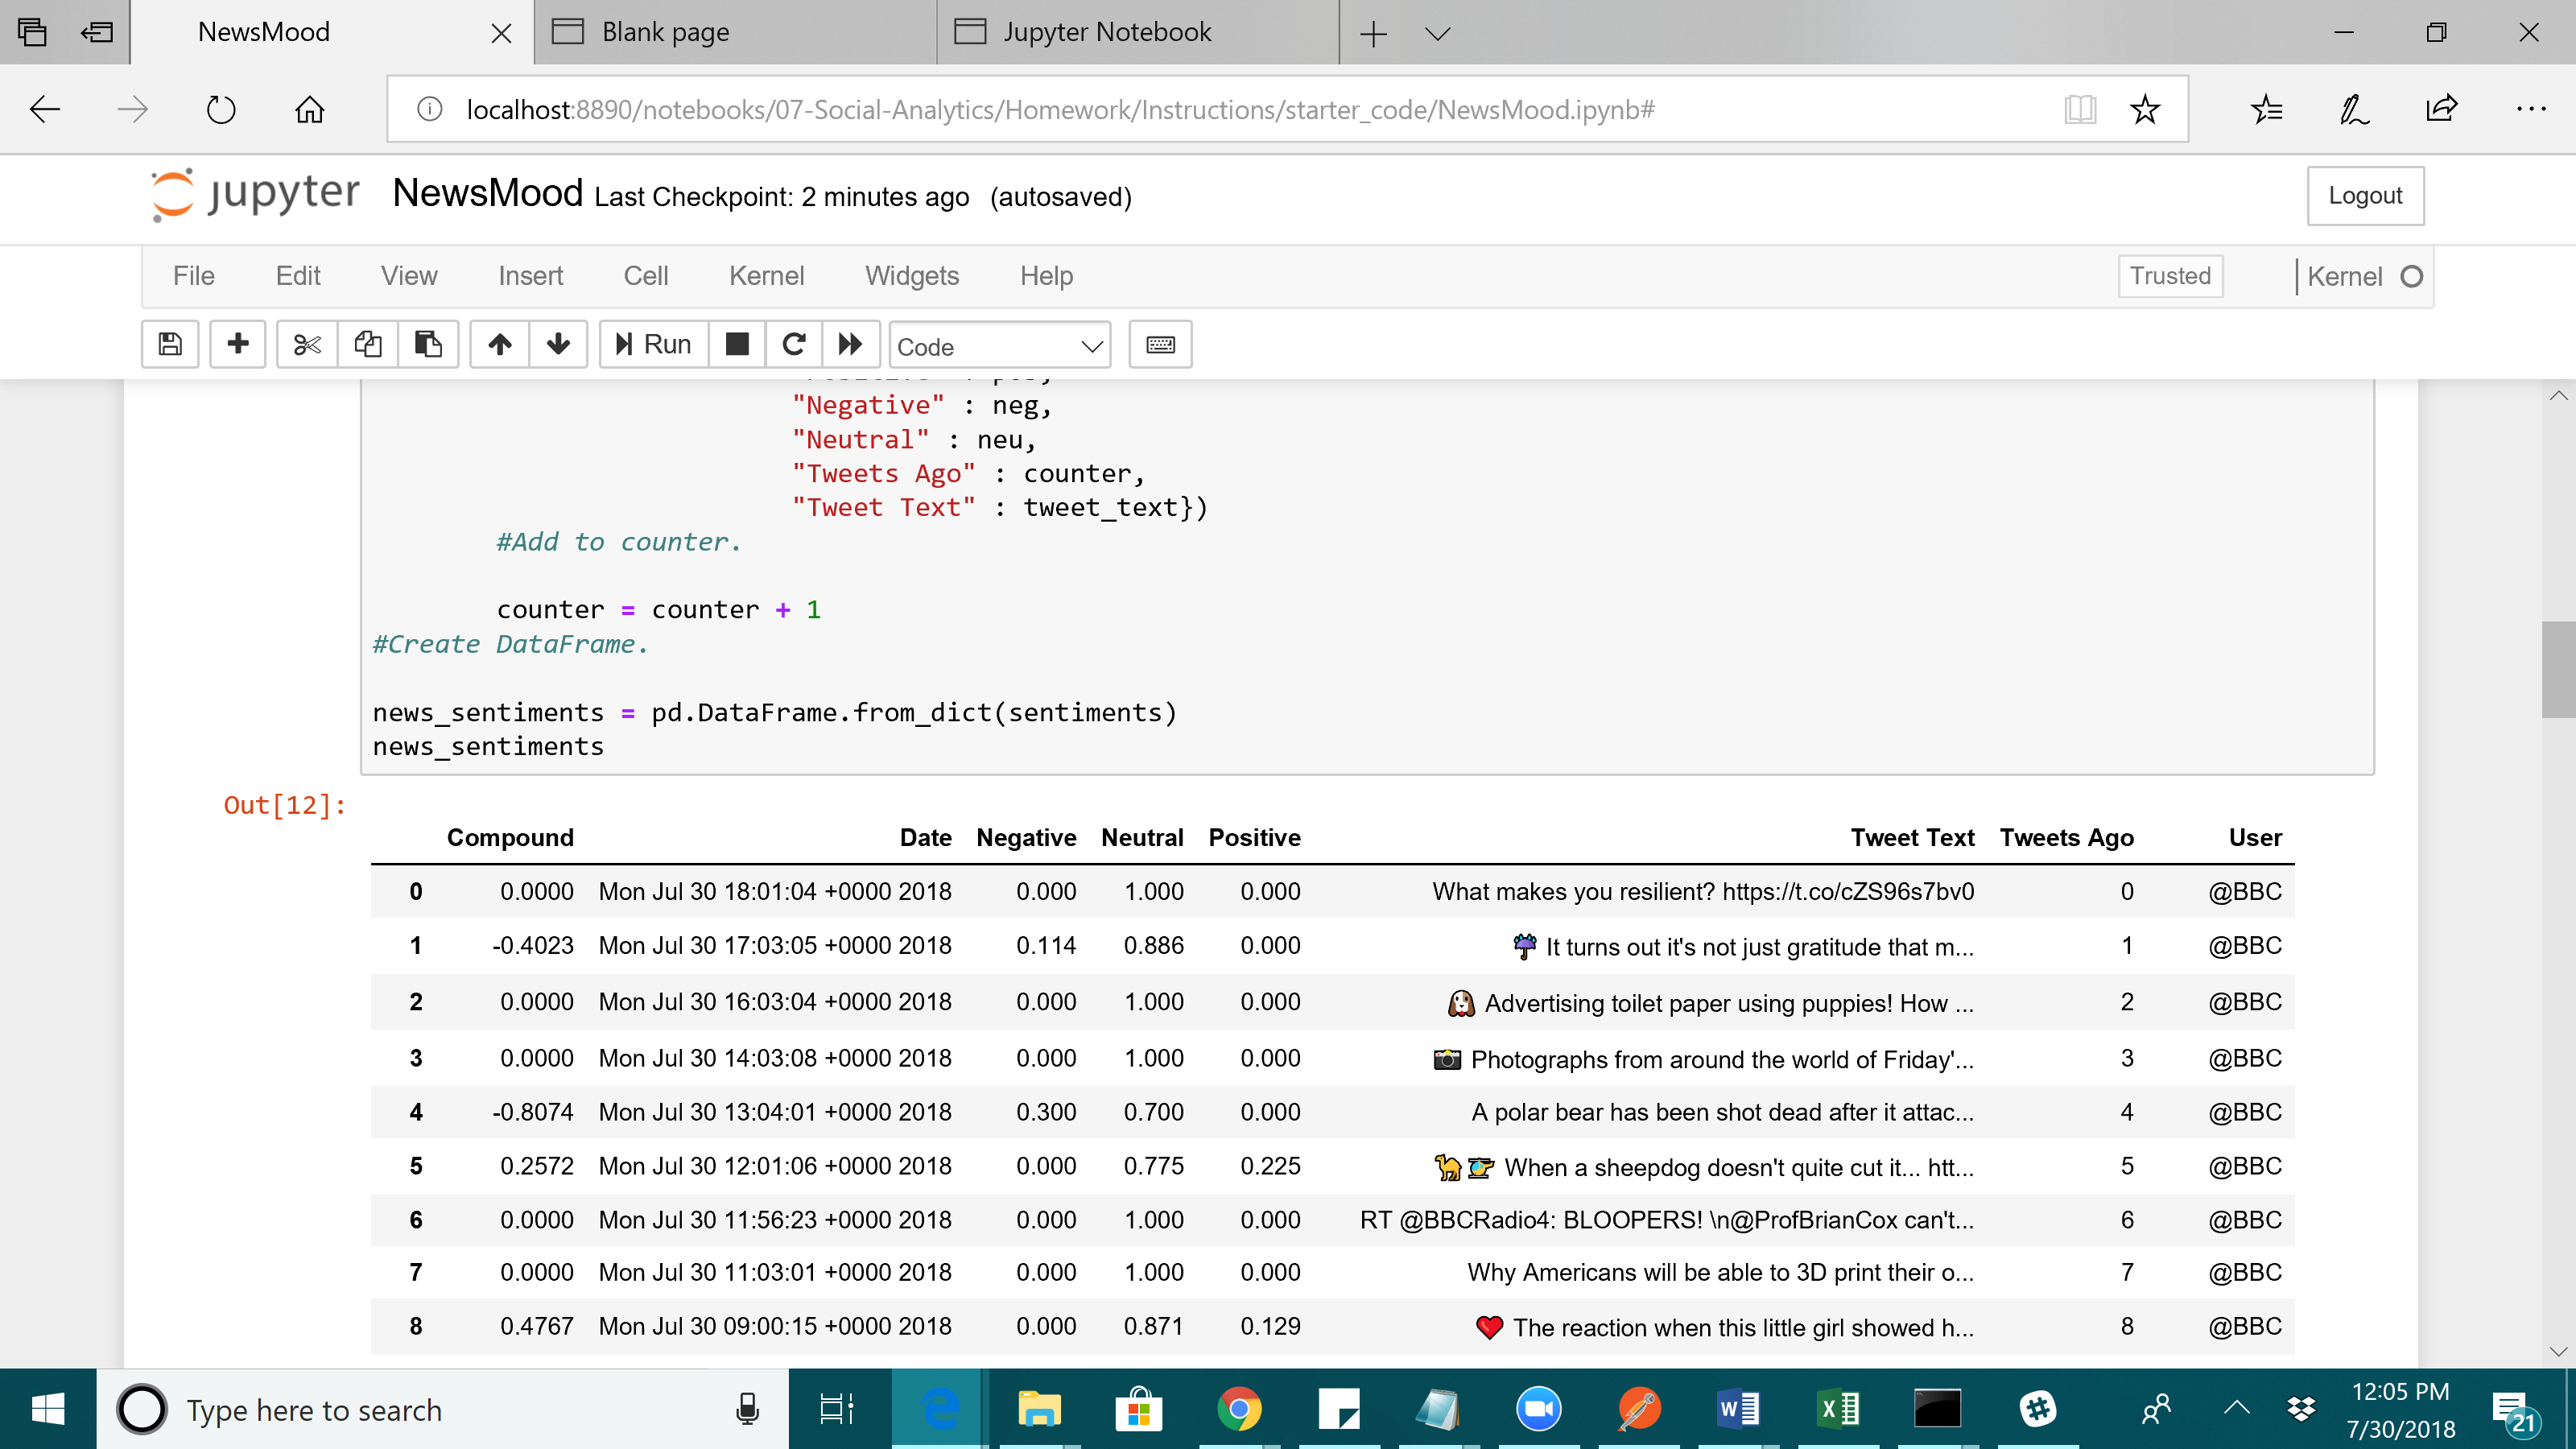 NewsMood
Blank page
Jupyter Notebook
localhost:8890/notebooks/07-Social-Analytics/Homework/Instructions/starter_code/NewsMood.ipynb#
jupyter NewsMood Last Checkpoint: 2 minutes ago (autosaved)
Logout
File Edit View Insert Cell Kernel Widgets Help
Trusted
Kernel
Run
Code
"Negative" : neg,
"Neutral" : neu,
"Tweets Ago" : counter,
"Tweet Text" : tweet_text})
#Add to counter.
counter = counter + 1
#Create DataFrame.
news_sentiments = pd.DataFrame.from_dict(sentiments)
news_sentiments
Out[12]:
Compound Date Negative Neutral Positive Tweet Text Tweets Ago User
0 0.0000 Mon Jul 30 18:01:04 +0000 2018 0.000 1.000 0.000 What makes you resilient? https://t.co/cZS96s7bv0 0 @BBC
1 -0.4023 Mon Jul 30 17:03:05 +0000 2018 0.114 0.886 0.000 ☔ It turns out it's not just gratitude that m... 1 @BBC
2 0.0000 Mon Jul 30 16:03:04 +0000 2018 0.000 1.000 0.000 🐶 Advertising toilet paper using puppies! How ... 2 @BBC
3 0.0000 Mon Jul 30 14:03:08 +0000 2018 0.000 1.000 0.000 📷 Photographs from around the world of Friday'... 3 @BBC
4 -0.8074 Mon Jul 30 13:04:01 +0000 2018 0.300 0.700 0.000 A polar bear has been shot dead after it attac... 4 @BBC
5 0.2572 Mon Jul 30 12:01:06 +0000 2018 0.000 0.775 0.225 🐪🚁 When a sheepdog doesn't quite cut it... htt... 5 @BBC
6 0.0000 Mon Jul 30 11:56:23 +0000 2018 0.000 1.000 0.000 RT @BBCRadio4: BLOOPERS! \n@ProfBrianCox can't... 6 @BBC
7 0.0000 Mon Jul 30 11:03:01 +0000 2018 0.000 1.000 0.000 Why Americans will be able to 3D print their o... 7 @BBC
8 0.4767 Mon Jul 30 09:00:15 +0000 2018 0.000 0.871 0.129 ❤ The reaction when this little girl showed h... 8 @BBC
Type here to search
12:05 PM
7/30/2018
21